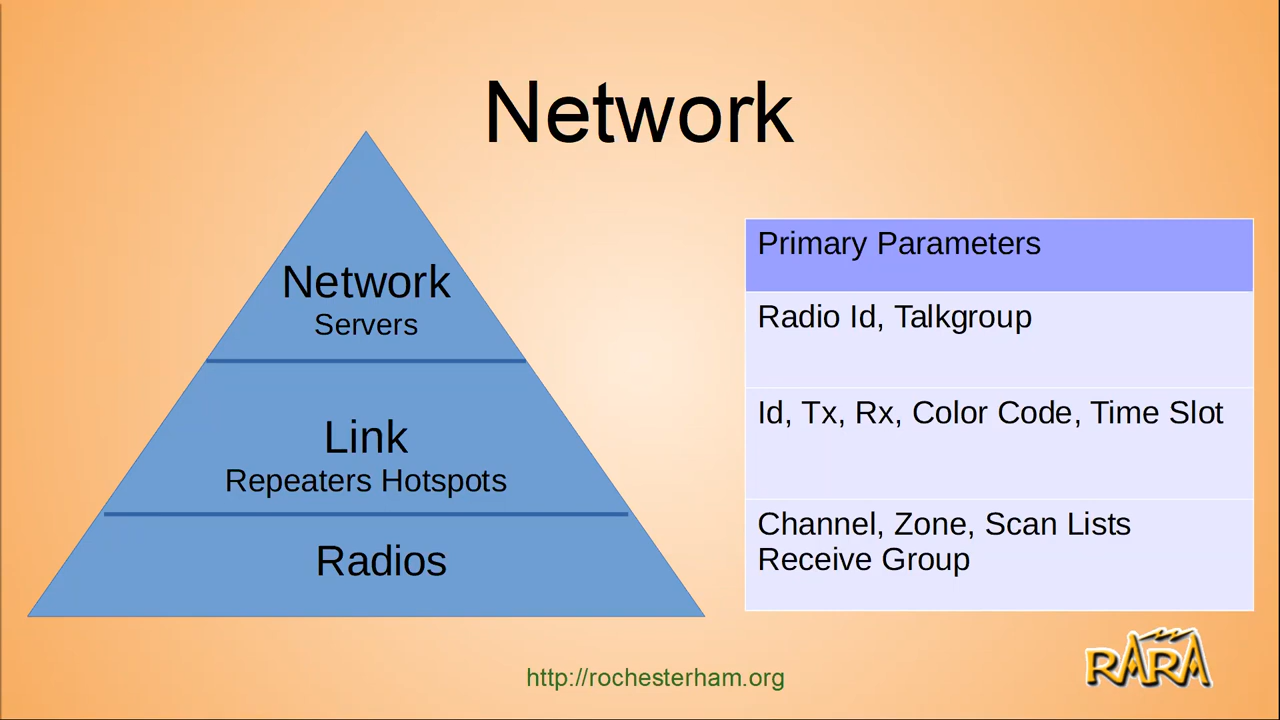 Network
Network
Servers
Link
Repeaters Hotspots
Radios
Primary Parameters
Radio Id, Talkgroup
Id, Tx, Rx, Color Code, Time Slot
Channel, Zone, Scan Lists
Receive Group
http://rochesterham.org
RARA